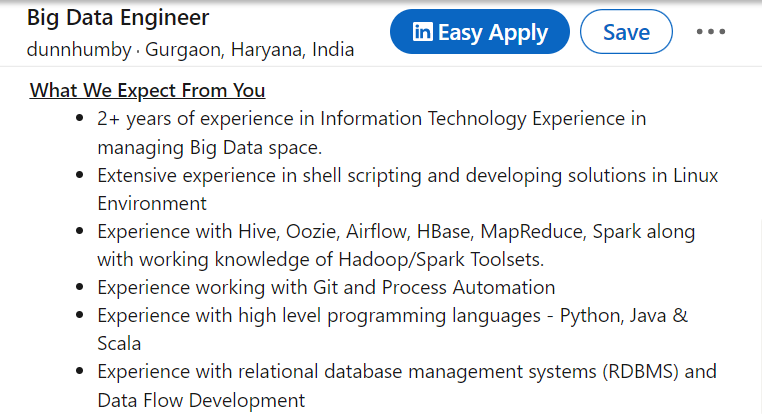 Big Data Engineer
dunnhumby · Gurgaon, Haryana, India
in Easy Apply
Save
What We Expect From You
• 2+ years of experience in Information Technology Experience in
managing Big Data space.
• Extensive experience in shell scripting and developing solutions in Linux
Environment
• Experience with Hive, Oozie, Airflow, HBase, MapReduce, Spark along
with working knowledge of Hadoop/Spark Toolsets.
• Experience working with Git and Process Automation
• Experience with high level programming languages - Python, Java &
Scala
• Experience with relational database management systems (RDBMS) and
Data Flow Development